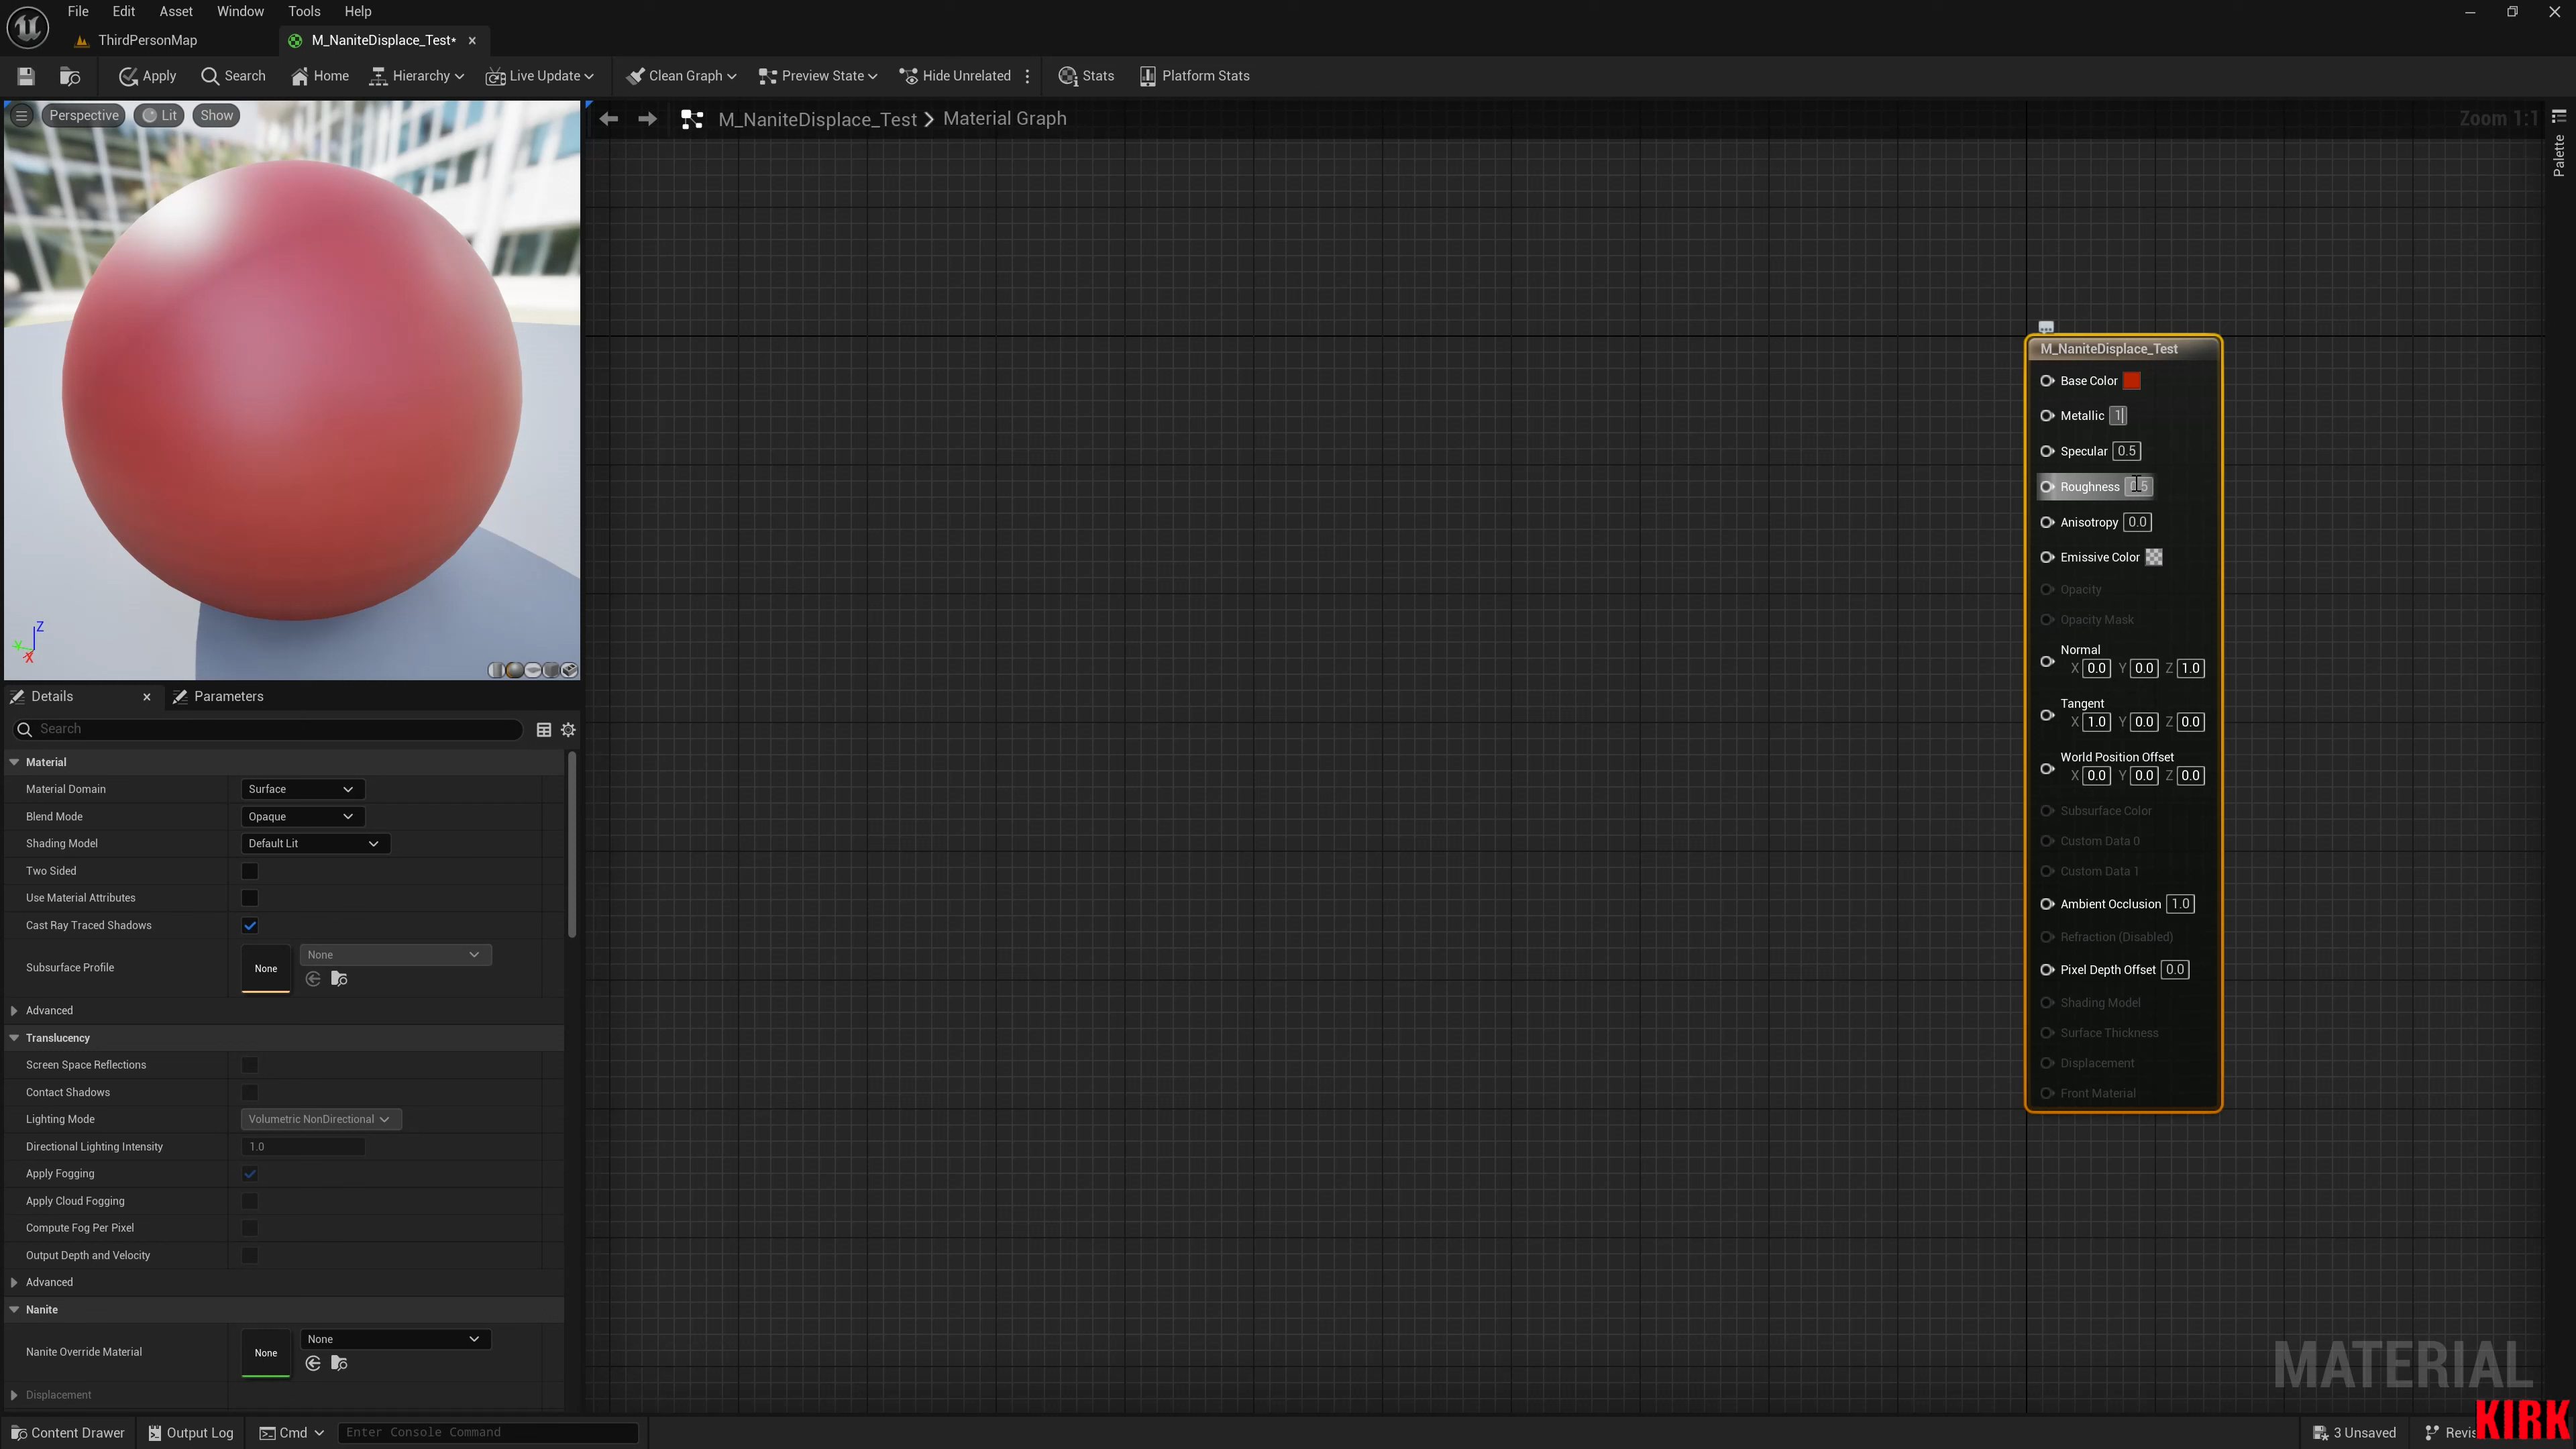 File Edit Asset Window Tools Help
ThirdPersonMap
M_NaniteDisplace_Test*
Apply Search Home Hierarchy Live Update Clean Graph Preview State Hide Unrelated Stats Platform Stats
Perspective Lit Show
M_NaniteDisplace_Test > Material Graph
Zoom 1:1
Palette
M_NaniteDisplace_Test
Base Color
Metallic 1
Specular 0.5
Roughness 0.5
Anisotropy 0.0
Emissive Color
Opacity
Opacity Mask
Normal
X 0.0 Y 0.0 Z 1.0
Tangent
X 1.0 Y 0.0 Z 0.0
World Position Offset
X 0.0 Y 0.0 Z 0.0
Subsurface Color
Custom Data 0
Custom Data 1
Ambient Occlusion 1.0
Refraction (Disabled)
Pixel Depth Offset 0.0
Shading Model
Surface Thickness
Displacement
Front Material
Z
Y
X
Details Parameters
Search
Material
Material Domain Surface
Blend Mode Opaque
Shading Model Default Lit
Two Sided
Use Material Attributes
Cast Ray Traced Shadows
Subsurface Profile None None
Advanced
Translucency
Screen Space Reflections
Contact Shadows
Lighting Mode Volumetric NonDirectional
Directional Lighting Intensity 1.0
Apply Fogging
Apply Cloud Fogging
Compute Fog Per Pixel
Output Depth and Velocity
Advanced
Nanite
Nanite Override Material None None
Displacement
MATERIAL
KIRK
Content Drawer Output Log Cmd Enter Console Command 3 Unsaved Revis